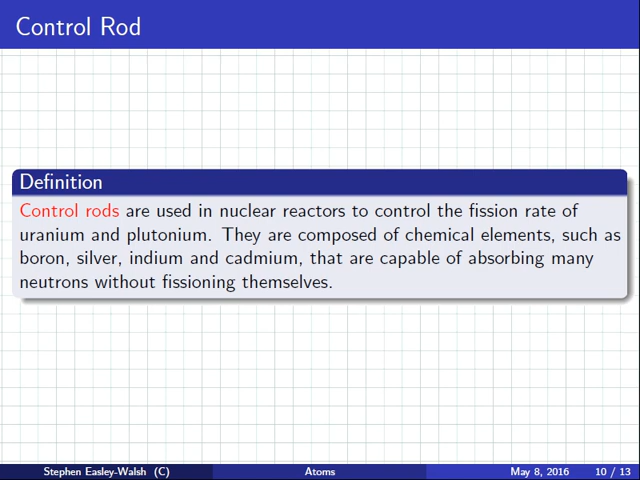 Control Rod
Definition
Control rods are used in nuclear reactors to control the fission rate of
uranium and plutonium. They are composed of chemical elements, such as
boron, silver, indium and cadmium, that are capable of absorbing many
neutrons without fissioning themselves.
Stephen Easley-Walsh (C) Atoms May 8, 2016 10 / 13